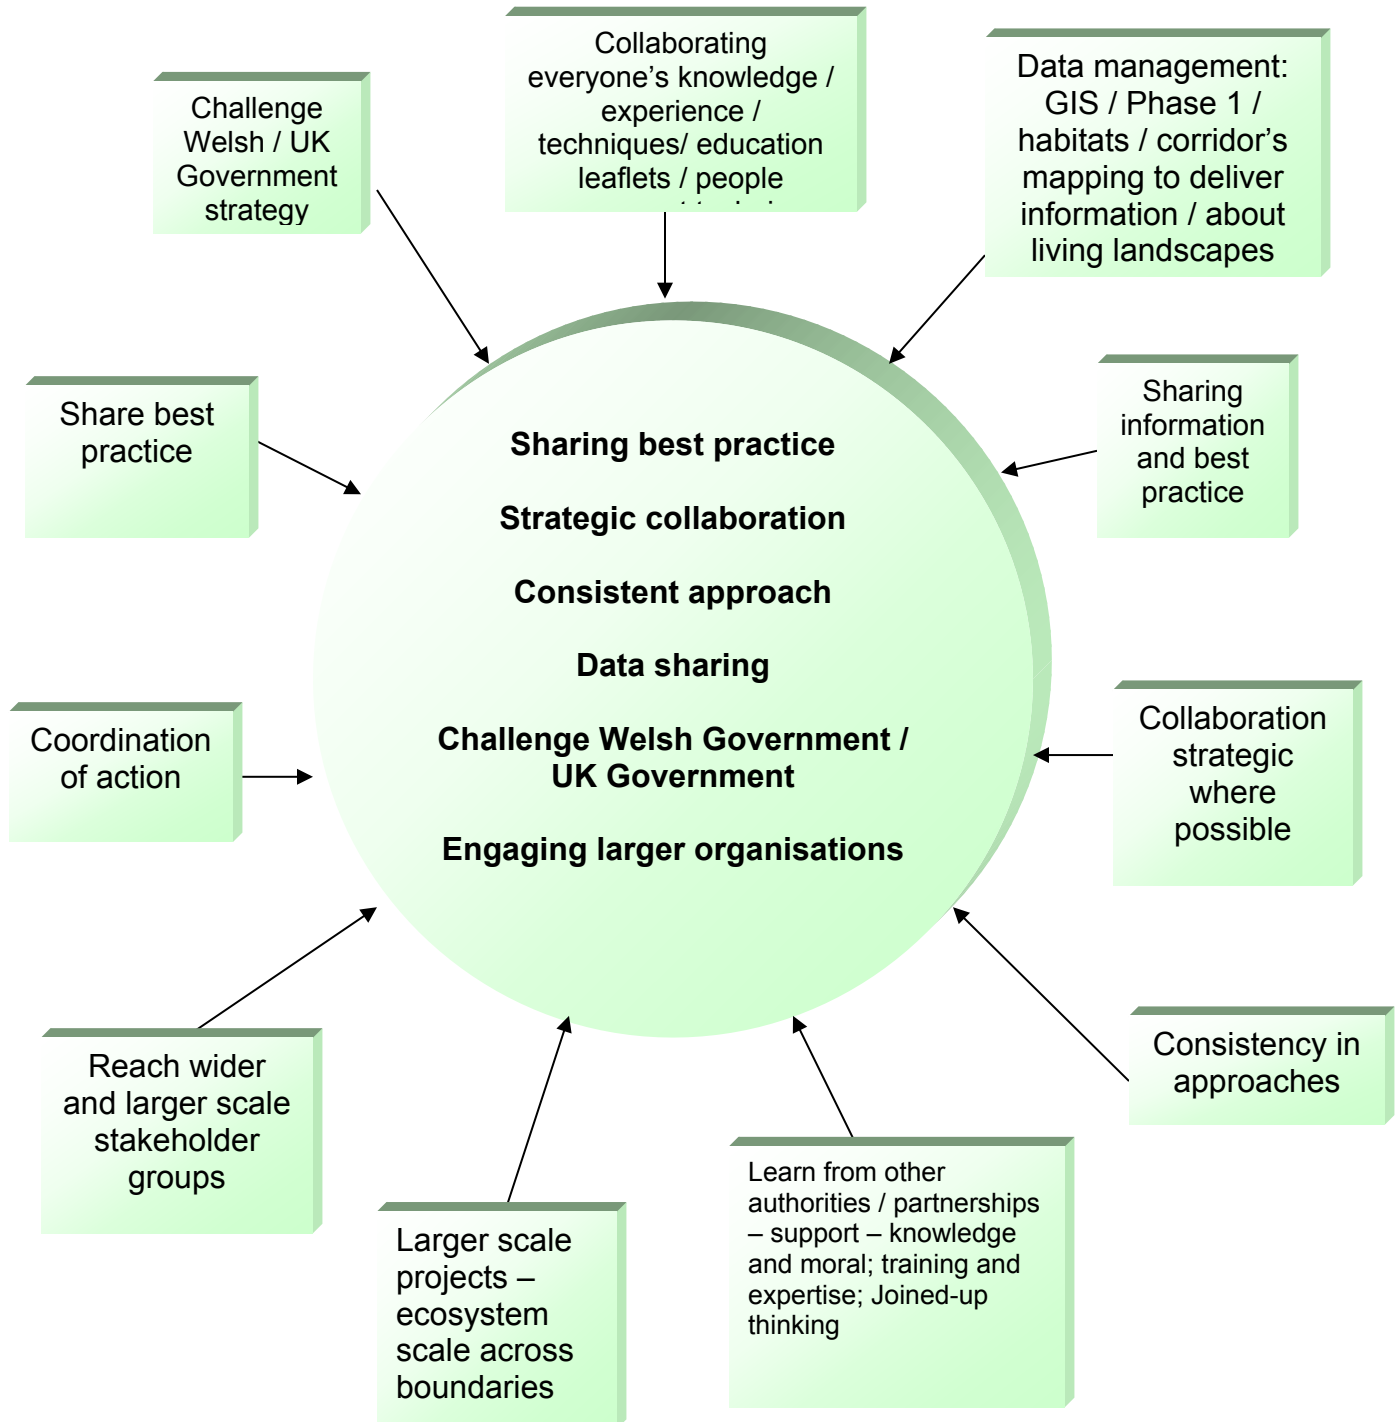 Challenge
Welsh / UK
Government
strategy
Collaborating
everyone's knowledge /
experience /
techniques/ education
leaflets / people
Data management:
GIS / Phase 1 /
habitats / corridor's
mapping to deliver
information / about
living landscapes
Share best
practice
Sharing
information
and best
practice
Sharing best practice
Strategic collaboration
Consistent approach
Data sharing
Challenge Welsh Government /
UK Government
Engaging larger organisations
Coordination
of action
Collaboration
strategic
where
possible
Reach wider
and larger scale
stakeholder
groups
Consistency in
approaches
Larger scale
projects –
ecosystem
scale across
boundaries
Learn from other
authorities / partnerships
– support – knowledge
and moral; training and
expertise; Joined-up
thinking